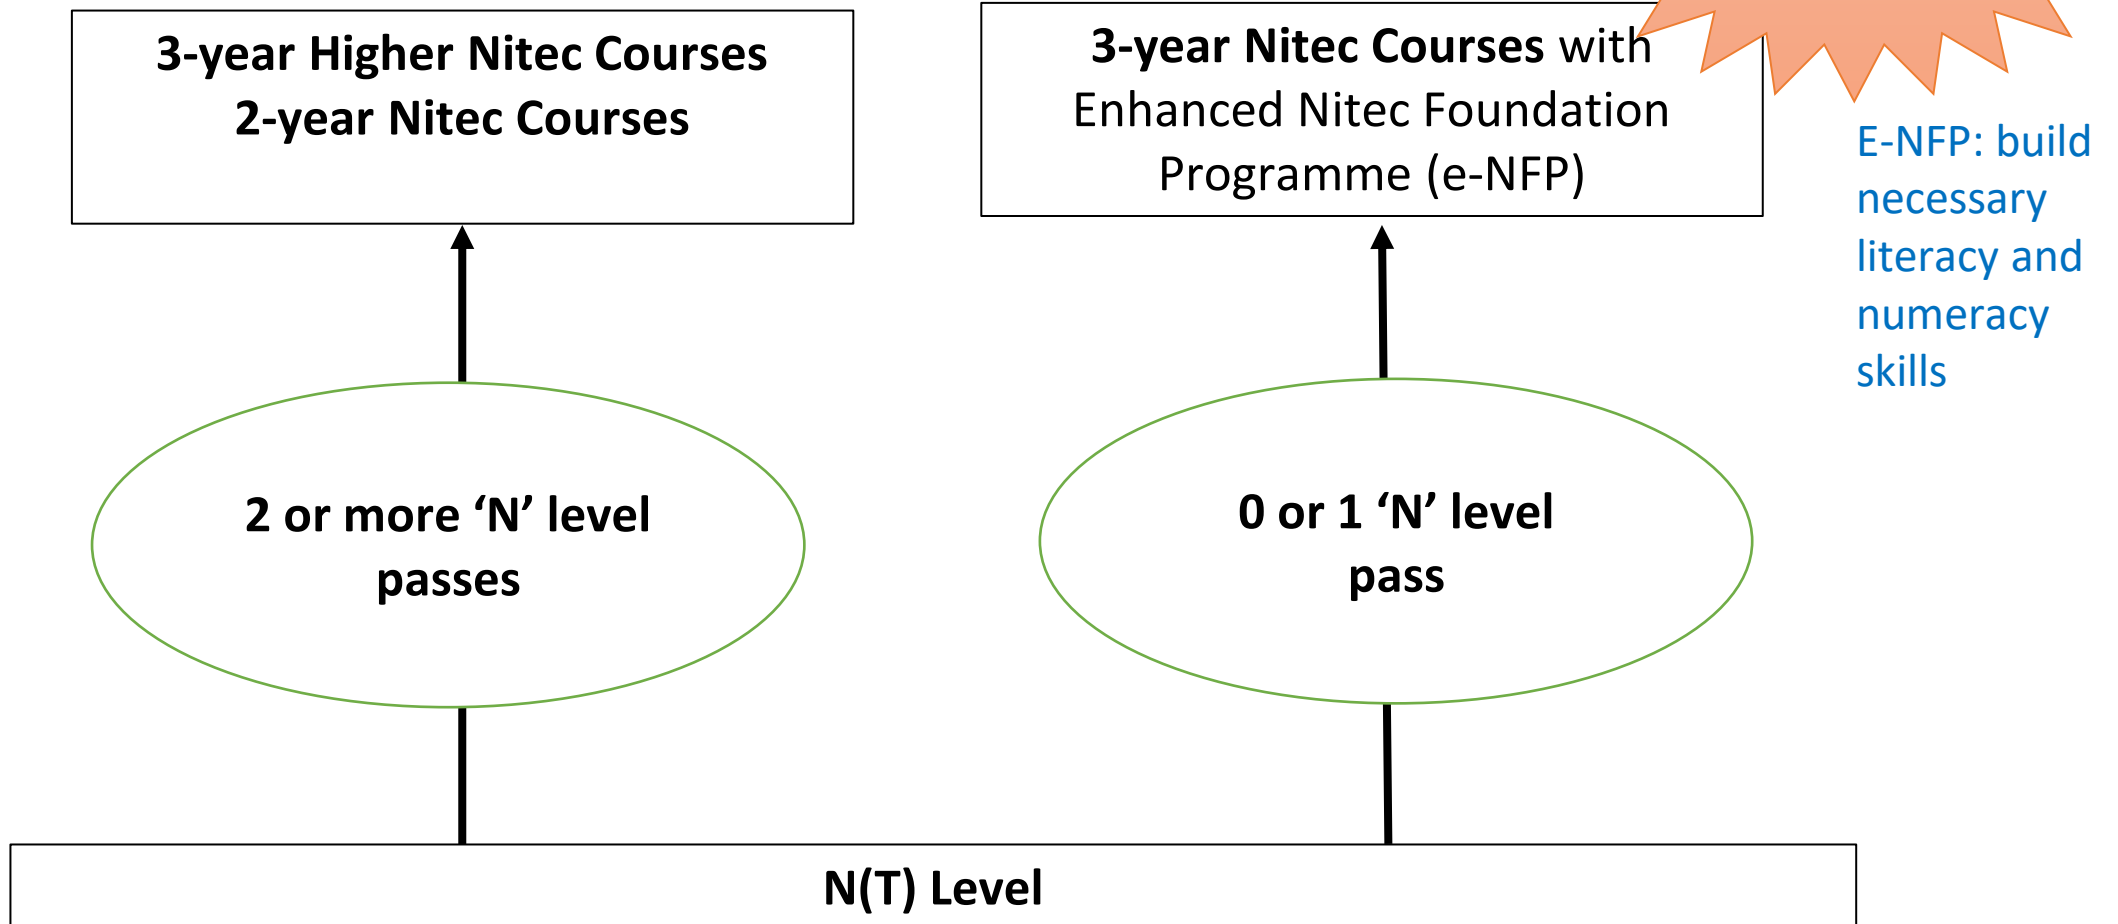 3-year Higher Nitec Courses
2-year Nitec Courses
3-year Nitec Courses with
Enhanced Nitec Foundation
Programme (e-NFP)
E-NFP: build
necessary
literacy and
numeracy
skills
2 or more ‘N’ level
passes
0 or 1 ‘N’ level
pass
N(T) Level